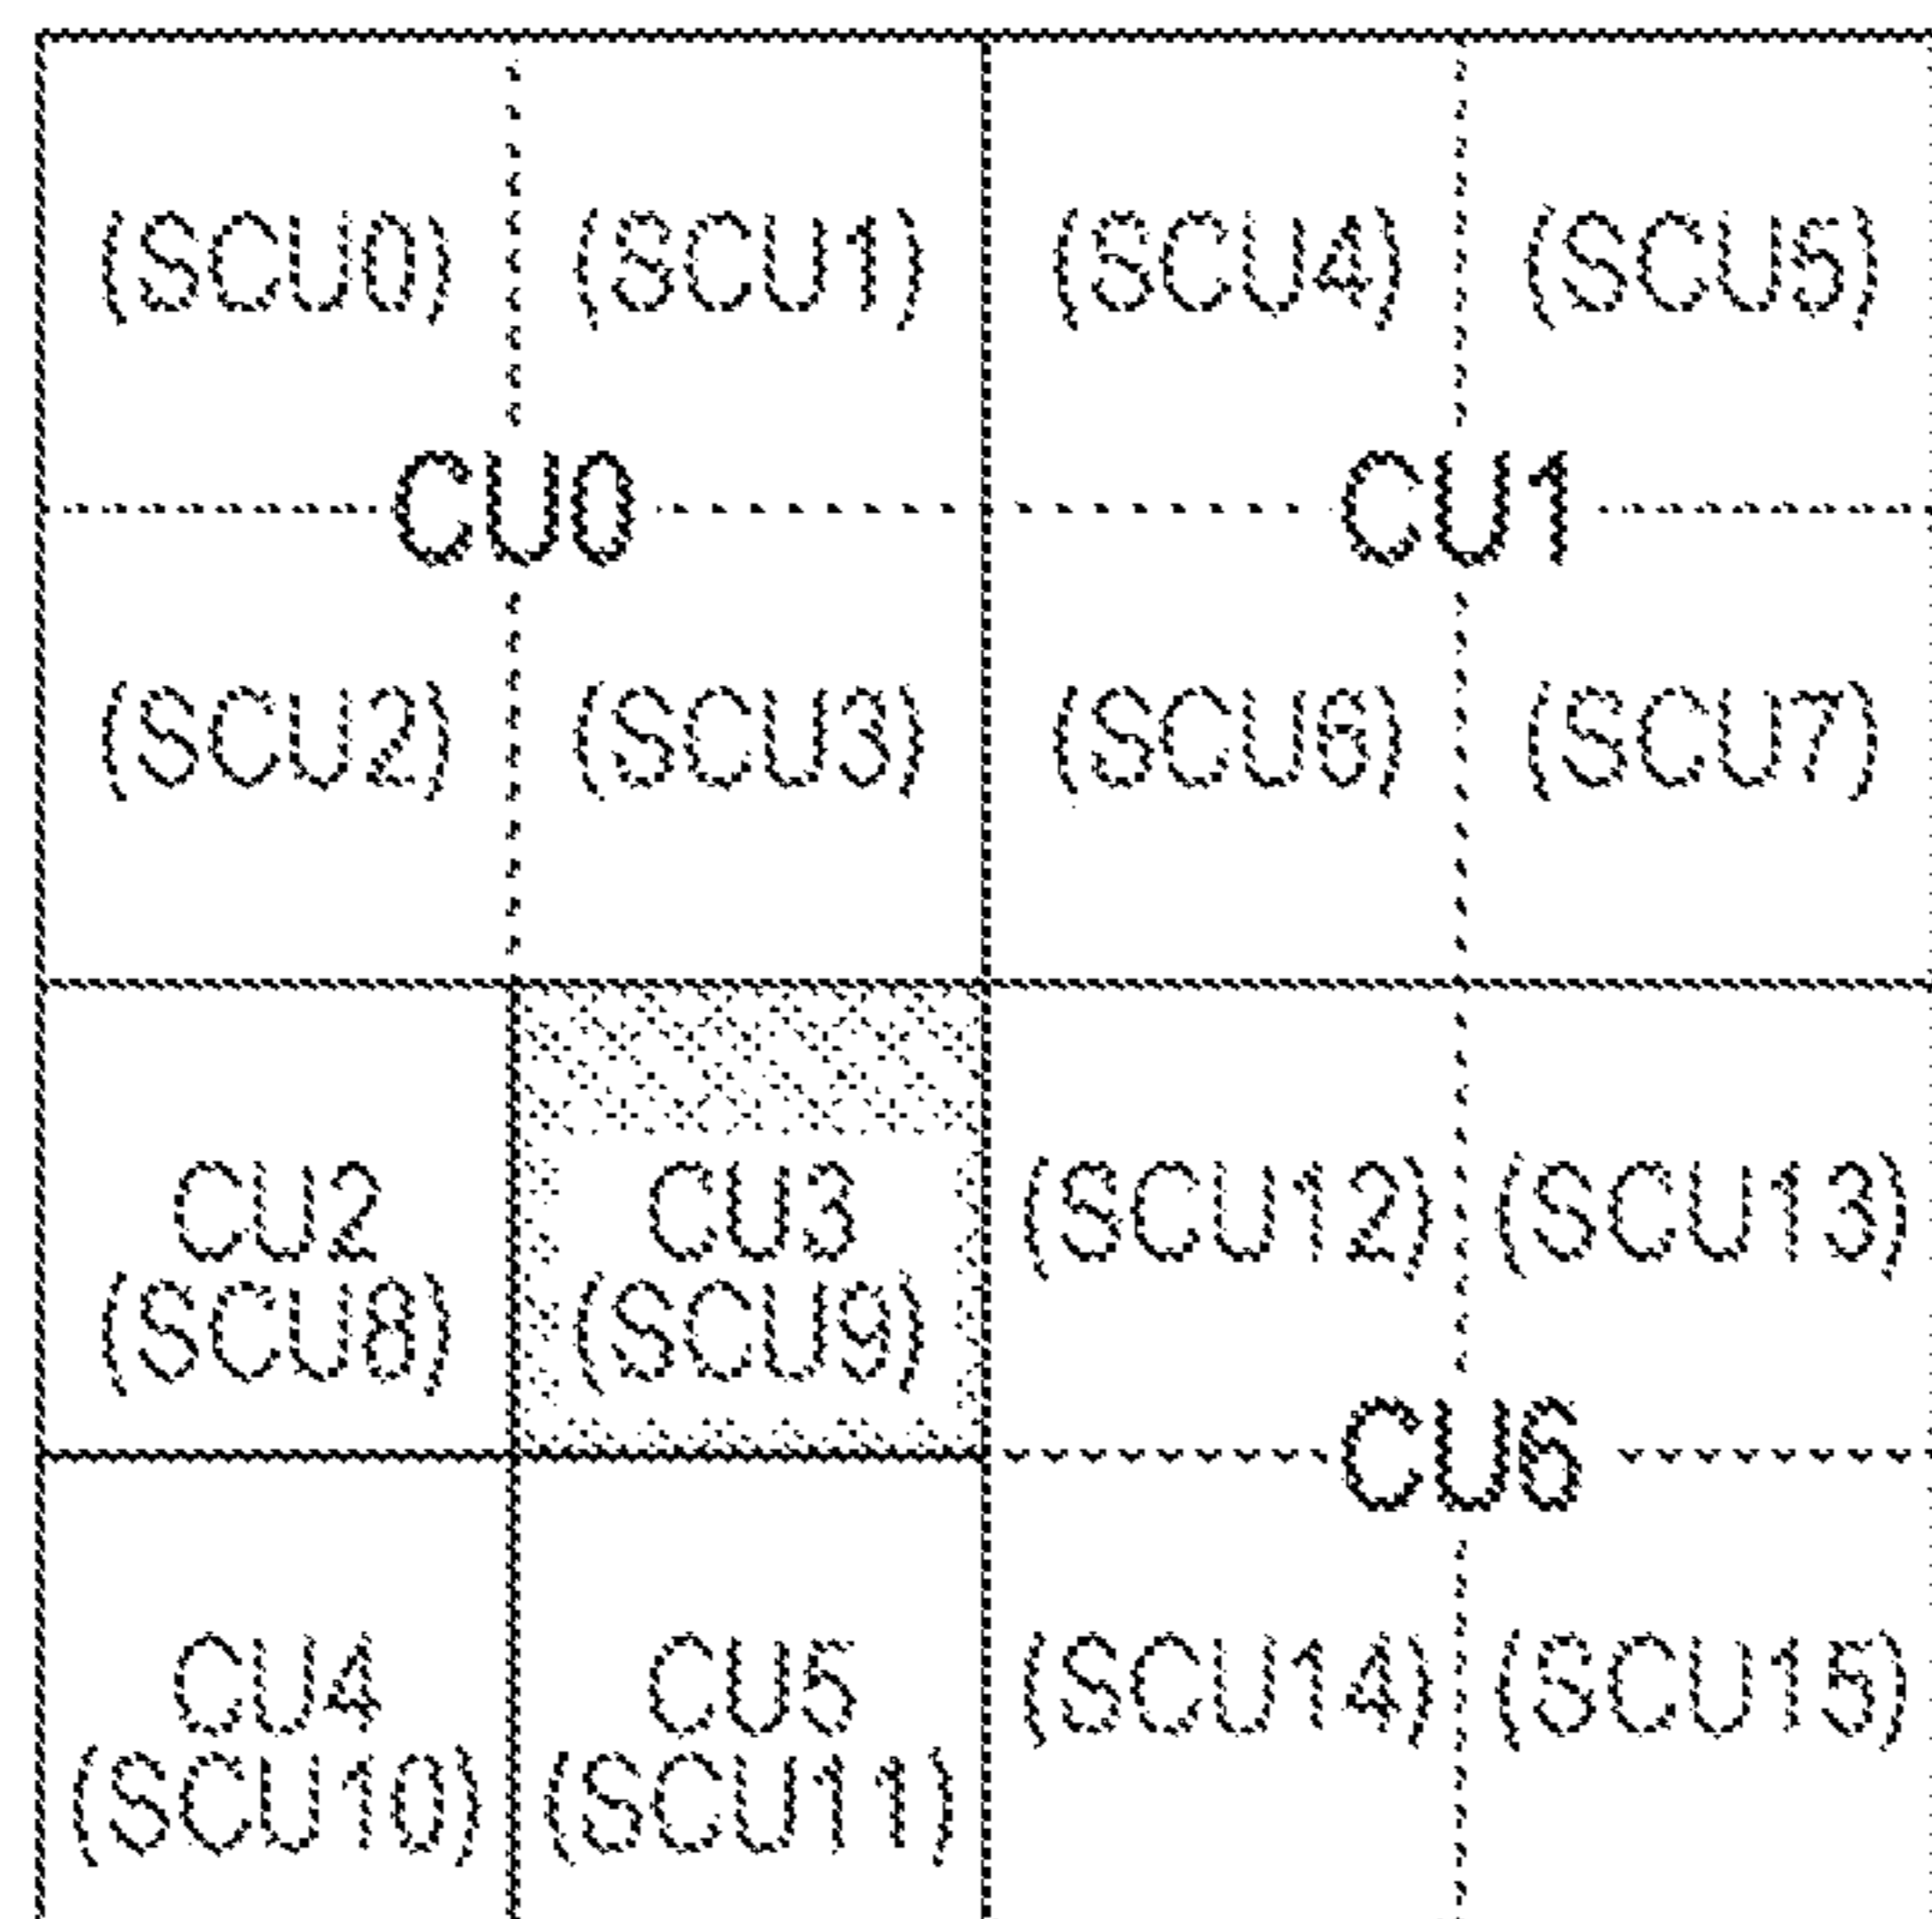 (SCU0) (SCU1) (SCU4) (SCU5)
CU0 CU1
(SCU2) (SCU3) (SCU6) (SCU7)
CU2 CU3 (SCU12) (SCU13)
(SCU8) (SCU9)
CU6
CU4 CU5 (SCU14) (SCU15)
(SCU10) (SCU11)